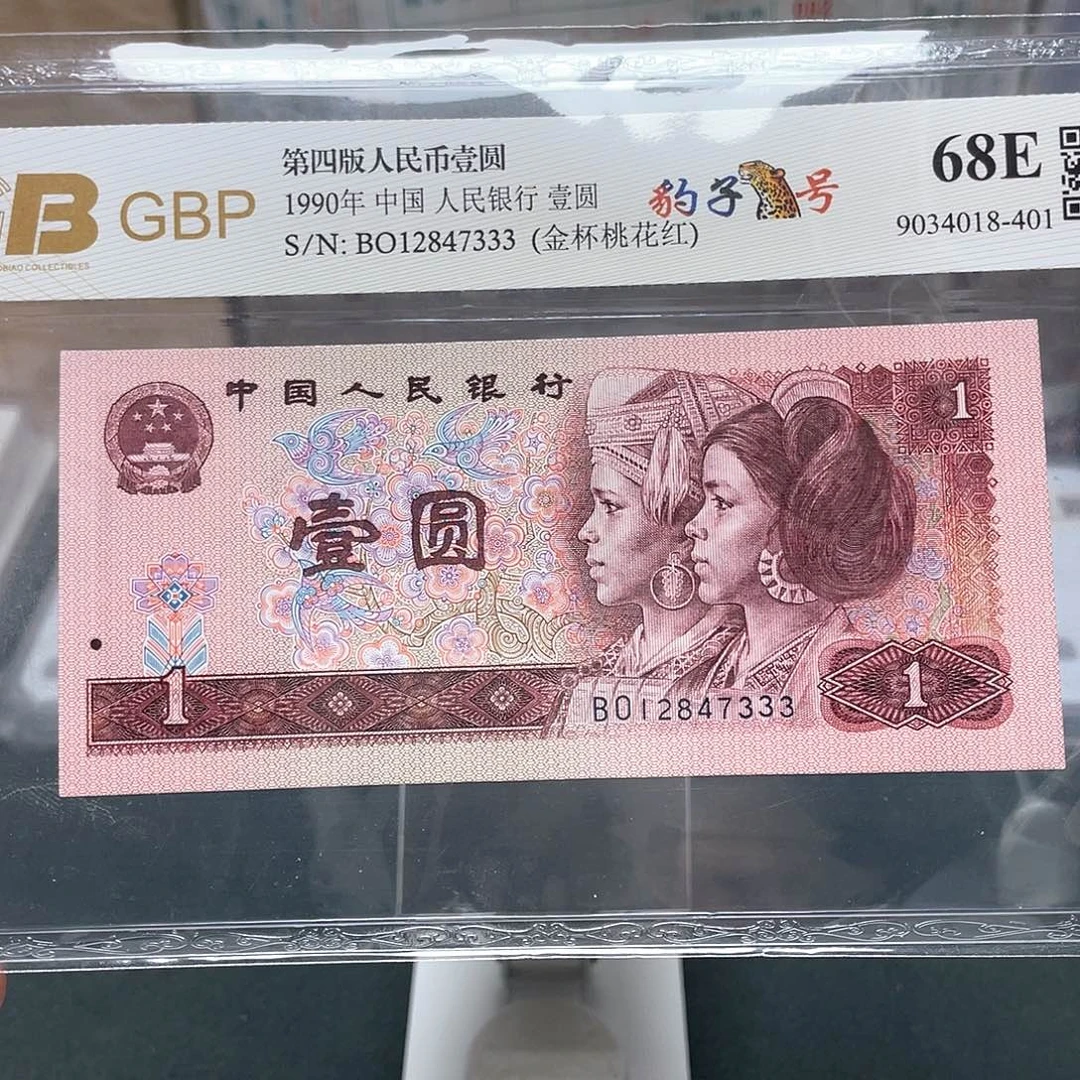 GBP
第四版人民币壹圆
1990年 中国 人民银行 壹圆
S/N: BO12847333 (金杯桃花红)
豹子号
68E
9034018-401
中国人民银行
1
壹圆
1
BO12847333
1